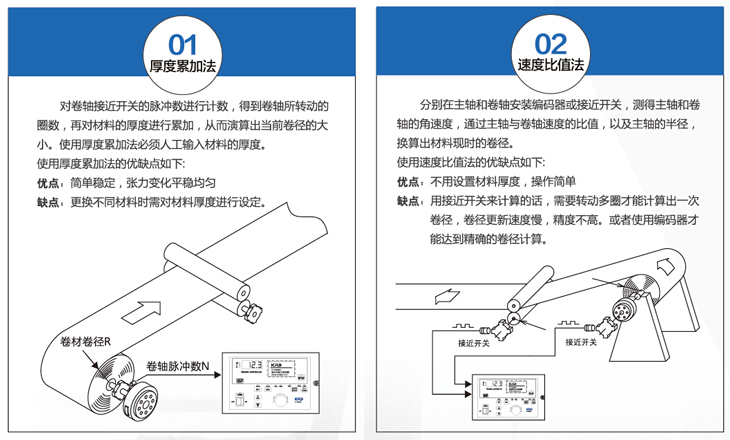 01
厚度累加法
对卷轴接近开关的脉冲数进行计数，得到卷轴所转动的
圈数，再对材料的厚度进行累加，从而演算出当前卷径的大
小。使用厚度累加法必须人工输入材料的厚度。
使用厚度累加法的优缺点如下:
优点：简单稳定，张力变化平稳均匀
缺点：更换不同材料时需对材料厚度进行设定。
卷材卷径R
卷轴脉冲数N
12.3
02
速度比值法
分别在主轴和卷轴安装编码器或接近开关，测得主轴和卷
轴的角速度，通过主轴与卷轴速度的比值，以及主轴的半径，
换算出材料现时的卷径。
使用速度比值法的优缺点如下:
优点：不用设置材料厚度，操作简单
缺点：用接近开关来计算的话，需要转动多圈才能计算出一次
卷径，卷径更新速度慢，精度不高。或者使用编码器才
能达到精确的卷径计算。
接近开关
接近开关
12.3